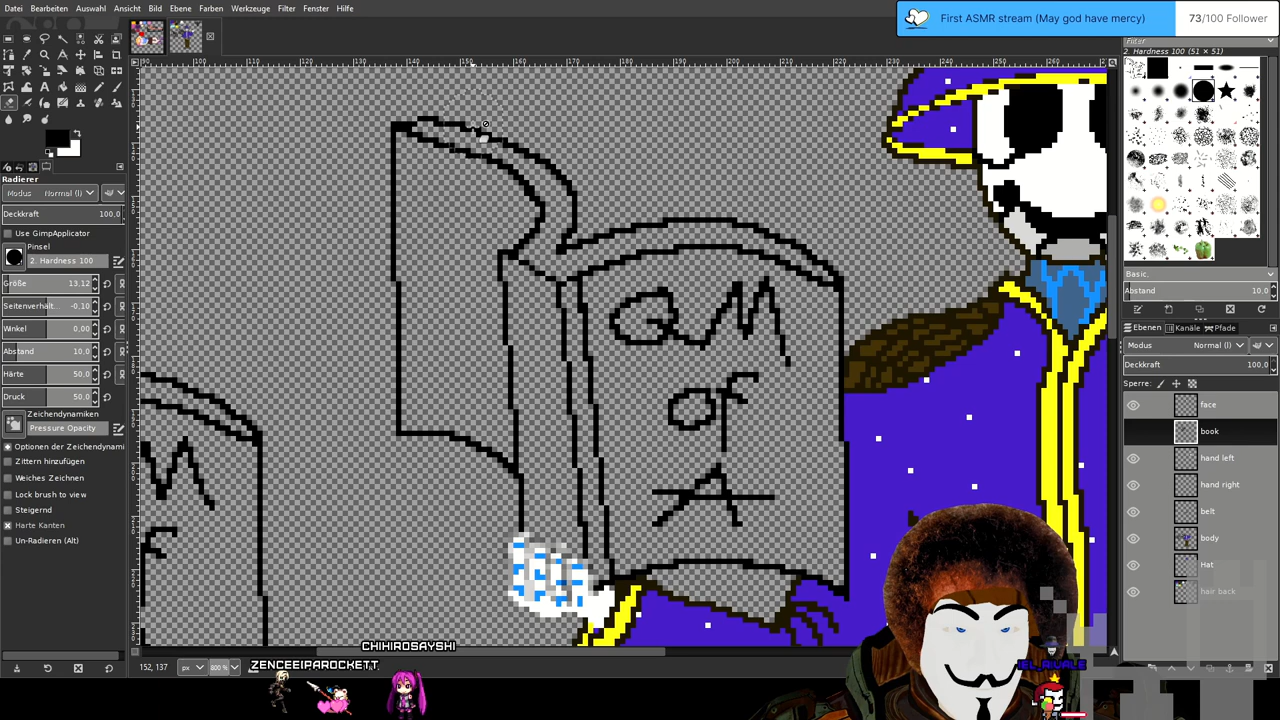 Datei Bearbeiten Auswahl Ansicht Bild Ebene Farben Werkzeuge Filter Fenster Hilfe
First ASMR stream (May god have mercy) 73/100 Follower
Filter
2. Hardness 100 (51 × 51)
Radierer
Modus Normal (l)
Deckkraft 100,0
Use GimpApplicator
Pinsel
2. Hardness 100
Größe 13,12
Seitenverhält... -0,10
Winkel 0,00
Abstand 10,0
Härte 50,0
Druck 50,0
Zeichendynamiken
Pressure Opacity
Optionen der Zeichendynami
Zittern hinzufügen
Weiches Zeichnen
Lock brush to view
Steigernd
Harte Kanten
Un-Radieren (Alt)
GM
of
A
Basic,
Abstand 10,0
Ebenen Kanäle Pfade
Modus Normal (l)
Deckkraft 100,0
Sperre:
face
book
hand left
hand right
belt
body
Hat
hair back
152, 137 px 800 %
CHIHIROSAYSHI
ZENCEEIPAROCKETT